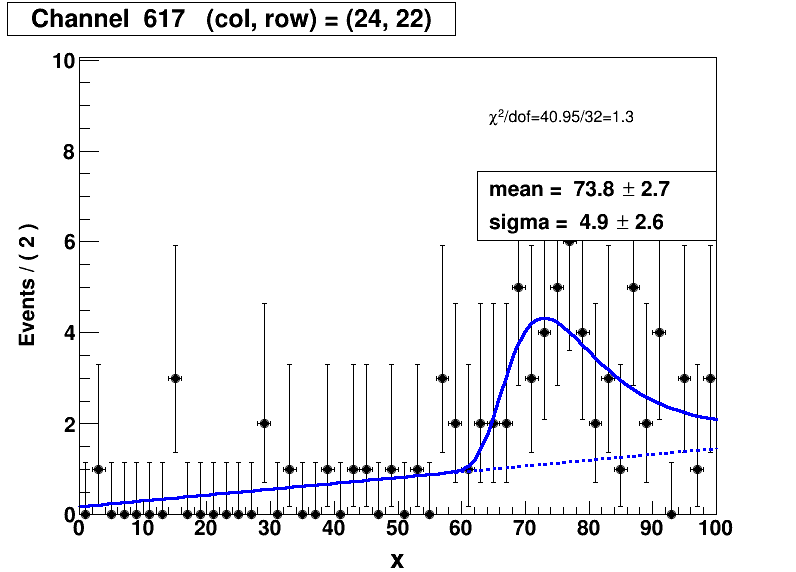 Channel  617   (col, row) = (24, 22)
10
χ²/dof=40.95/32=1.3
8
mean =  73.8 ± 2.7
sigma =  4.9 ± 2.6
6
Events / ( 2 )
4
2
0
0 10 20 30 40 50 60 70 80 90 100
x